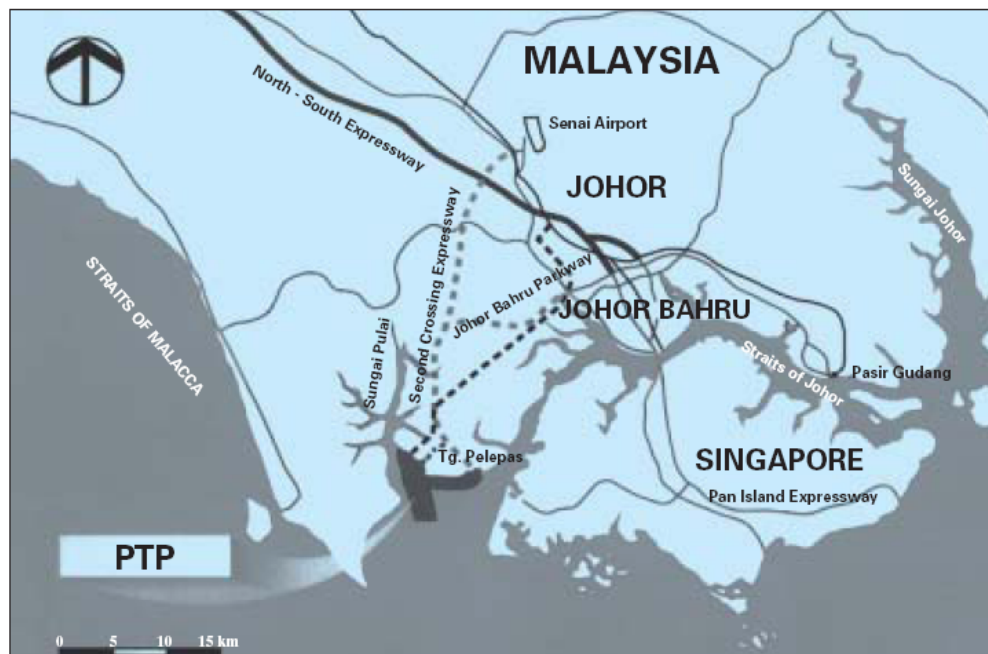 MALAYSIA
North - South Expressway
Senai Airport
JOHOR
Sungai Johor
STRAITS OF MALACCA
Second Crossing Expressway
Johor Bahru Parkway
JOHOR BAHRU
Sungai Pulai
Straits of Johor
Pasir Gudang
Tg. Pelepas
SINGAPORE
Pan Island Expressway
PTP
0 5 10 15 km